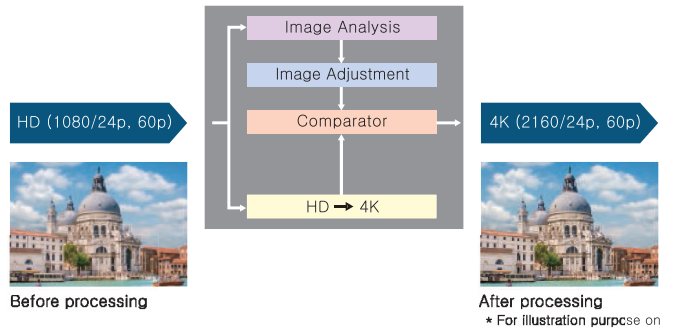 Image Analysis
Image Adjustment
HD (1080/24p, 60p)
Comparator
4K (2160/24p, 60p)
HD → 4K
Before processing
After processing
* For illustration purpose on